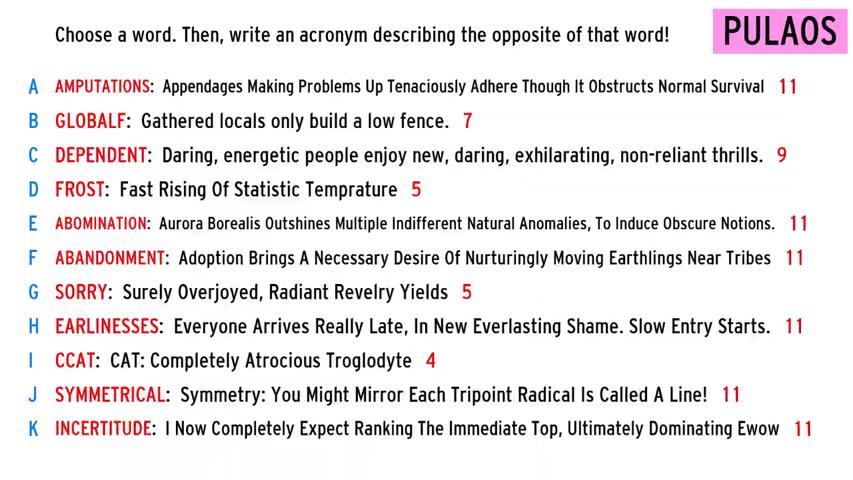 Choose a word. Then, write an acronym describing the opposite of that word!
PULAOS
A AMPUTATIONS: Appendages Making Problems Up Tenaciously Adhere Though It Obstructs Normal Survival 11
B GLOBALF: Gathered locals only build a low fence. 7
C DEPENDENT: Daring, energetic people enjoy new, daring, exhilarating, non-reliant thrills. 9
D FROST: Fast Rising Of Statistic Temprature 5
E ABOMINATION: Aurora Borealis Outshines Multiple Indifferent Natural Anomalies, To Induce Obscure Notions. 11
F ABANDONMENT: Adoption Brings A Necessary Desire Of Nurturingly Moving Earthlings Near Tribes 11
G SORRY: Surely Overjoyed, Radiant Revelry Yields 5
H EARLINESSES: Everyone Arrives Really Late, In New Everlasting Shame. Slow Entry Starts. 11
I CCAT: CAT: Completely Atrocious Troglodyte 4
J SYMMETRICAL: Symmetry: You Might Mirror Each Tripoint Radical Is Called A Line! 11
K INCERTITUDE: I Now Completely Expect Ranking The Immediate Top, Ultimately Dominating Ewow 11